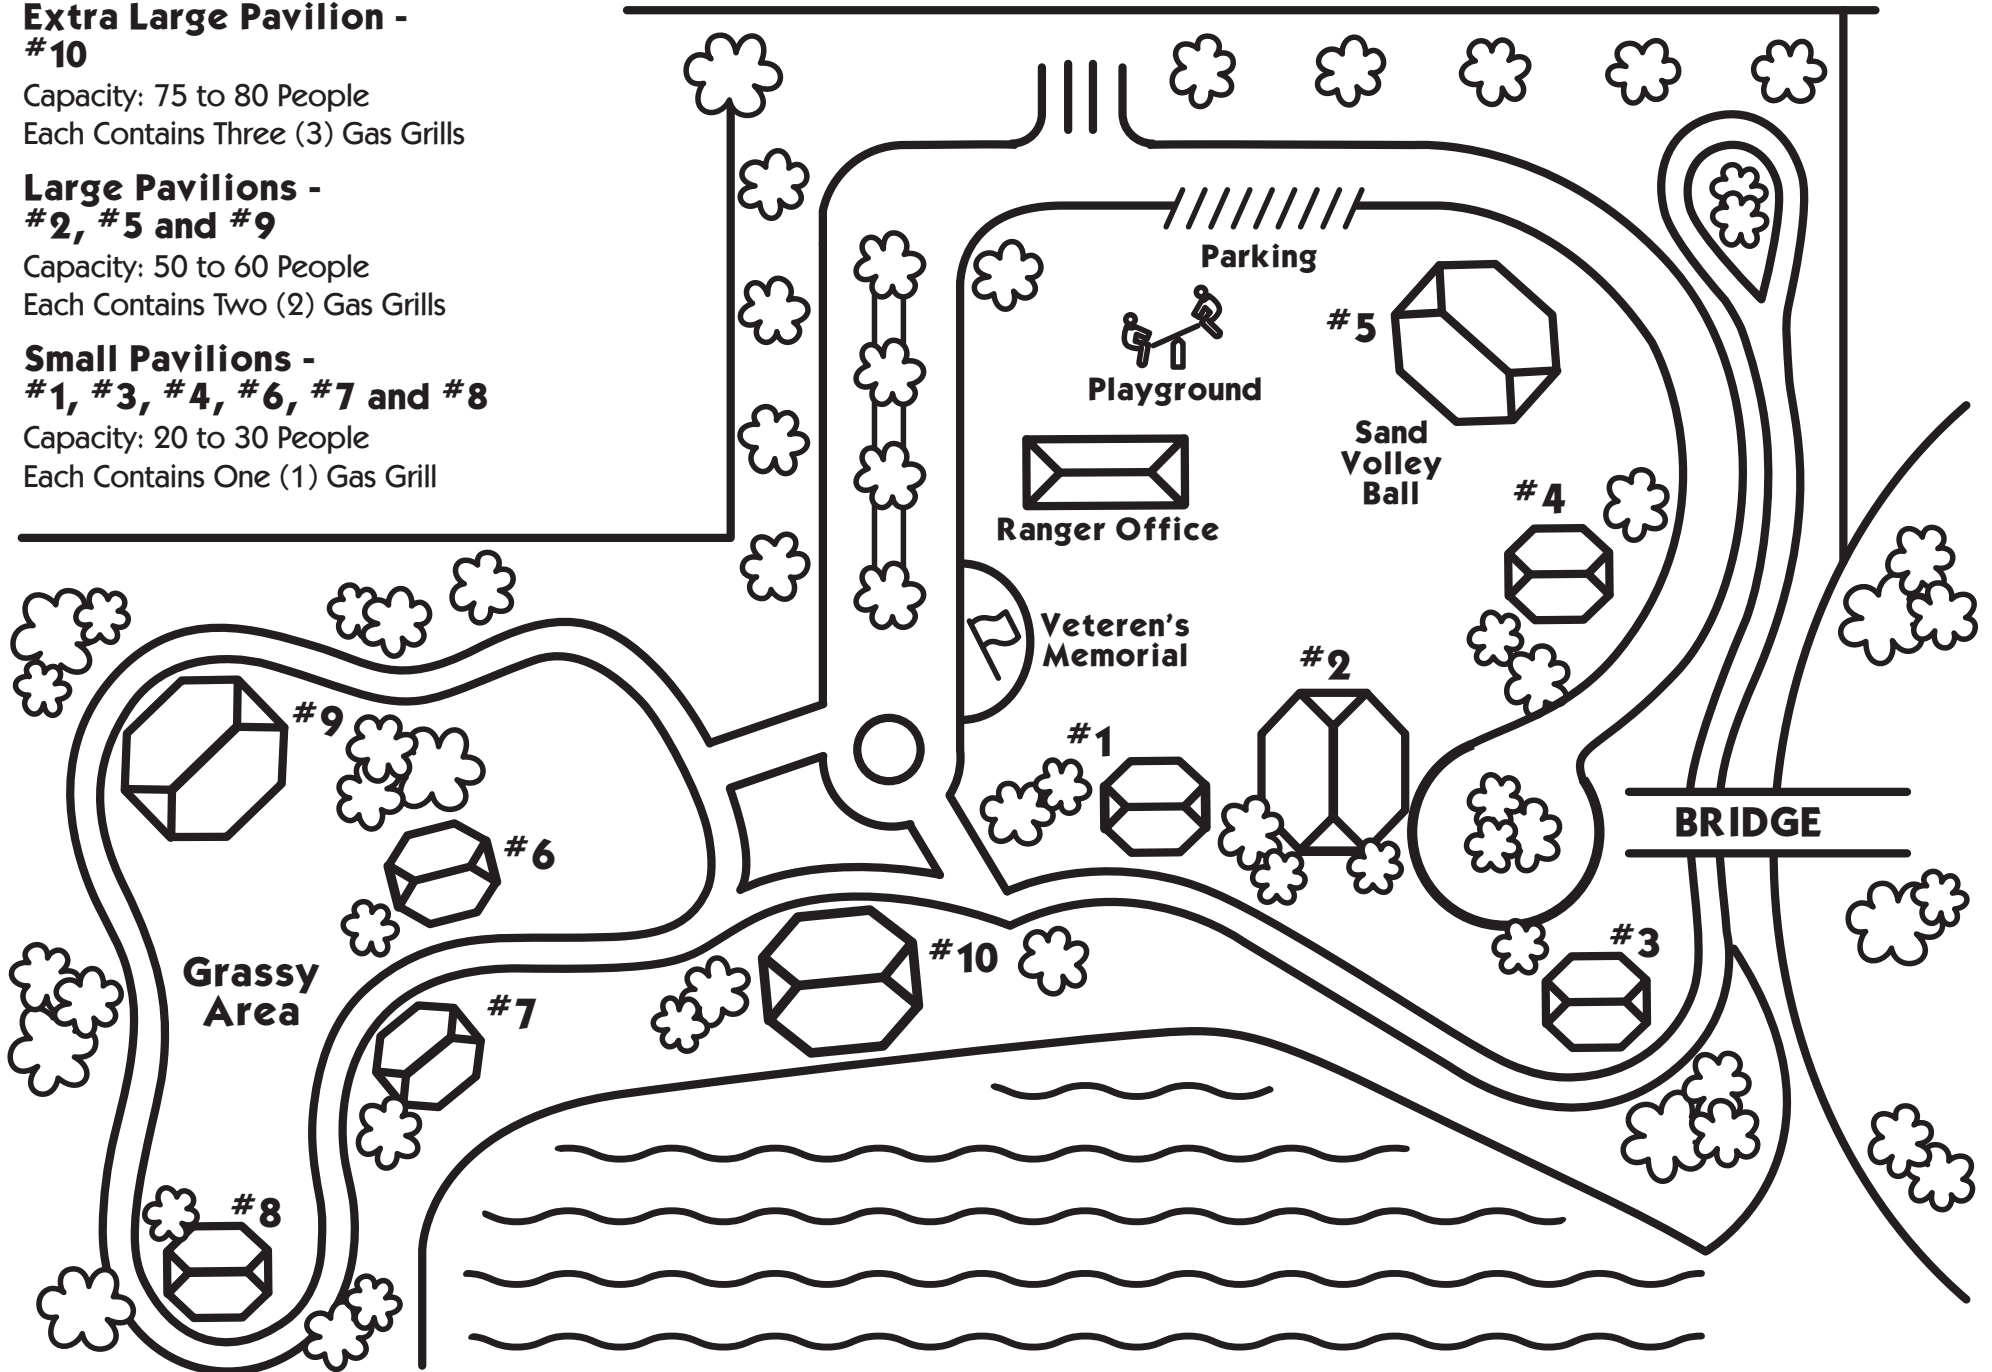 Extra Large Pavilion -
#10
Capacity: 75 to 80 People
Each Contains Three (3) Gas Grills
Large Pavilions -
#2, #5 and #9
Capacity: 50 to 60 People
Each Contains Two (2) Gas Grills
Small Pavilions -
#1, #3, #4, #6, #7 and #8
Capacity: 20 to 30 People
Each Contains One (1) Gas Grill
Parking
#5
Playground
Sand
Volley
Ball
#4
Ranger Office
Veteren's
Memorial
#2
#9
#1
BRIDGE
#6
#3
#10
Grassy
Area
#7
#8